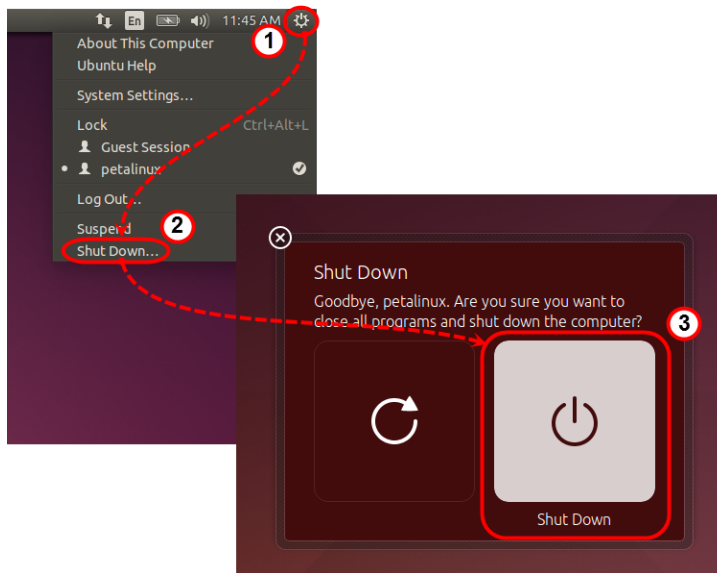 En 11:45 AM
1
About This Computer
Ubuntu Help
System Settings...
Lock Ctrl+Alt+L
Guest Session
petalinux
Log Out...
2
Suspend
Shut Down...
Shut Down
Goodbye, petalinux. Are you sure you want to
close all programs and shut down the computer?
3
Shut Down